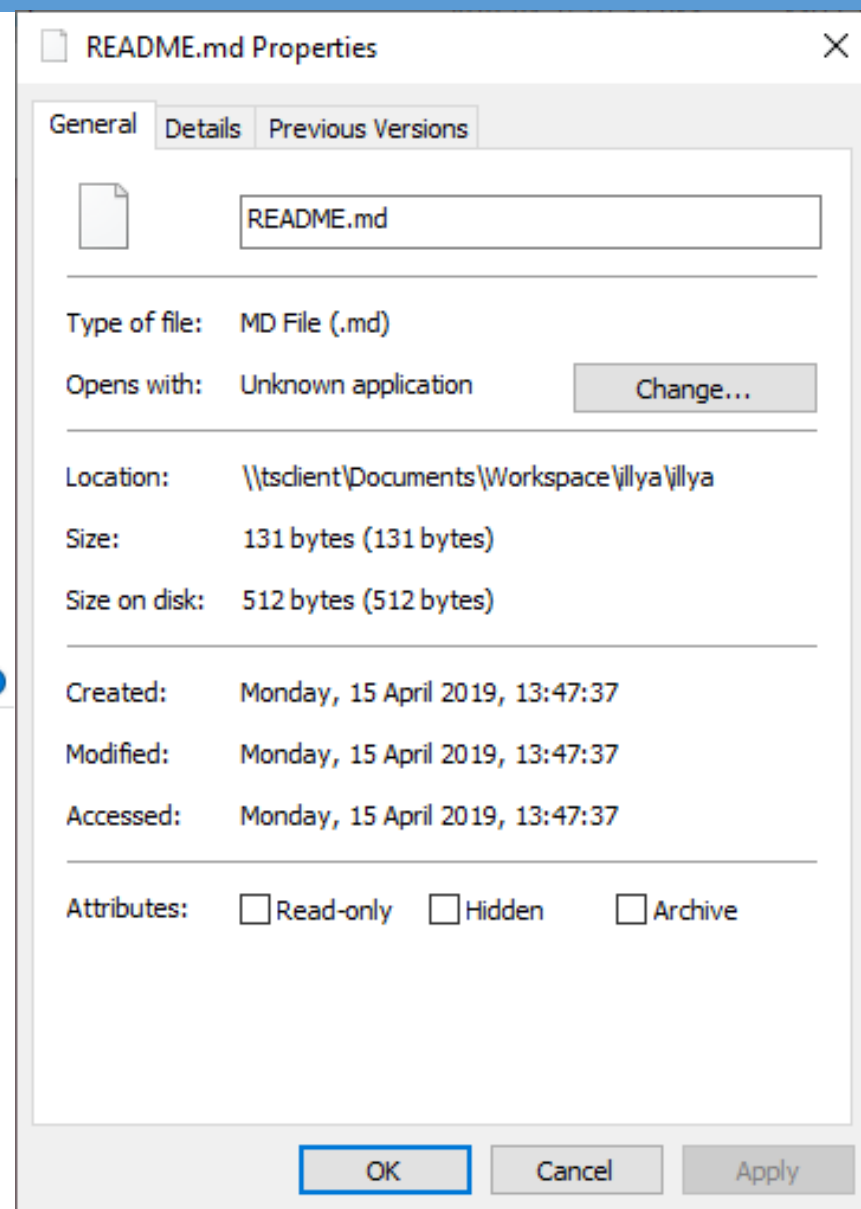 README.md Properties
General Details Previous Versions
README.md
Type of file: MD File (.md)
Opens with: Unknown application Change...
Location: \\tsclient\Documents\Workspace\illya\illya
Size: 131 bytes (131 bytes)
Size on disk: 512 bytes (512 bytes)
Created: Monday, 15 April 2019, 13:47:37
Modified: Monday, 15 April 2019, 13:47:37
Accessed: Monday, 15 April 2019, 13:47:37
Attributes: Read-only Hidden Archive
OK Cancel Apply